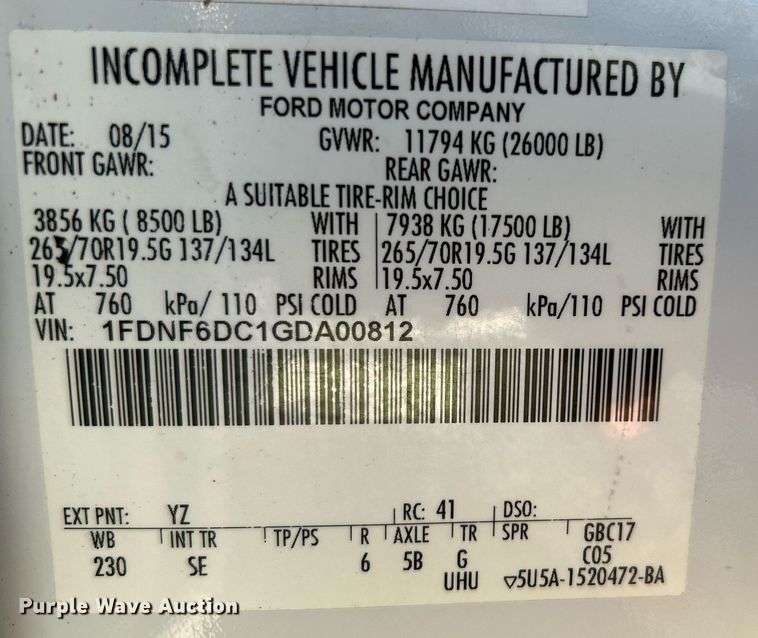 INCOMPLETE VEHICLE MANUFACTURED BY
FORD MOTOR COMPANY
DATE: 08/15 GVWR: 11794 KG (26000 LB)
FRONT GAWR: REAR GAWR:
A SUITABLE TIRE-RIM CHOICE
3856 KG ( 8500 LB) WITH 7938 KG (17500 LB) WITH
265/70R19.5G 137/134L TIRES 265/70R19.5G 137/134L TIRES
19.5x7.50 RIMS 19.5x7.50 RIMS
AT 760 kPa/ 110 PSI COLD AT 760 kPa/110 PSI COLD
VIN: 1FDNF6DC1GDA00812
EXT PNT: YZ RC: 41 DSO:
WB INT TR TP/PS R AXLE TR SPR GBC17
230 SE 6 5B G C05
UHU ▽5U5A-1520472-BA
Purple Wave Auction